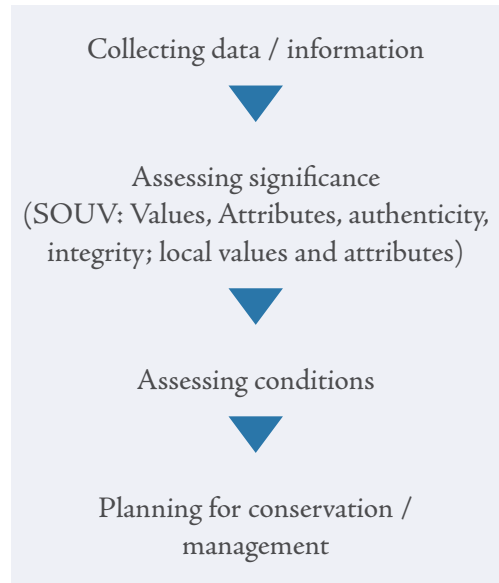 Collecting data / information
Assessing significance
(SOUV: Values, Attributes, authenticity,
integrity; local values and attributes)
Assessing conditions
Planning for conservation /
management